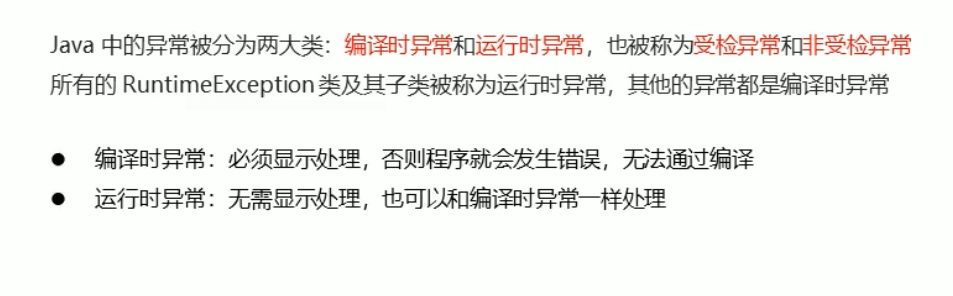 Java 中的异常被分为两大类：编译时异常和运行时异常，也被称为受检异常和非受检异常
所有的 RuntimeException 类及其子类被称为运行时异常，其他的异常都是编译时异常
● 编译时异常：必须显示处理，否则程序就会发生错误，无法通过编译
● 运行时异常：无需显示处理，也可以和编译时异常一样处理